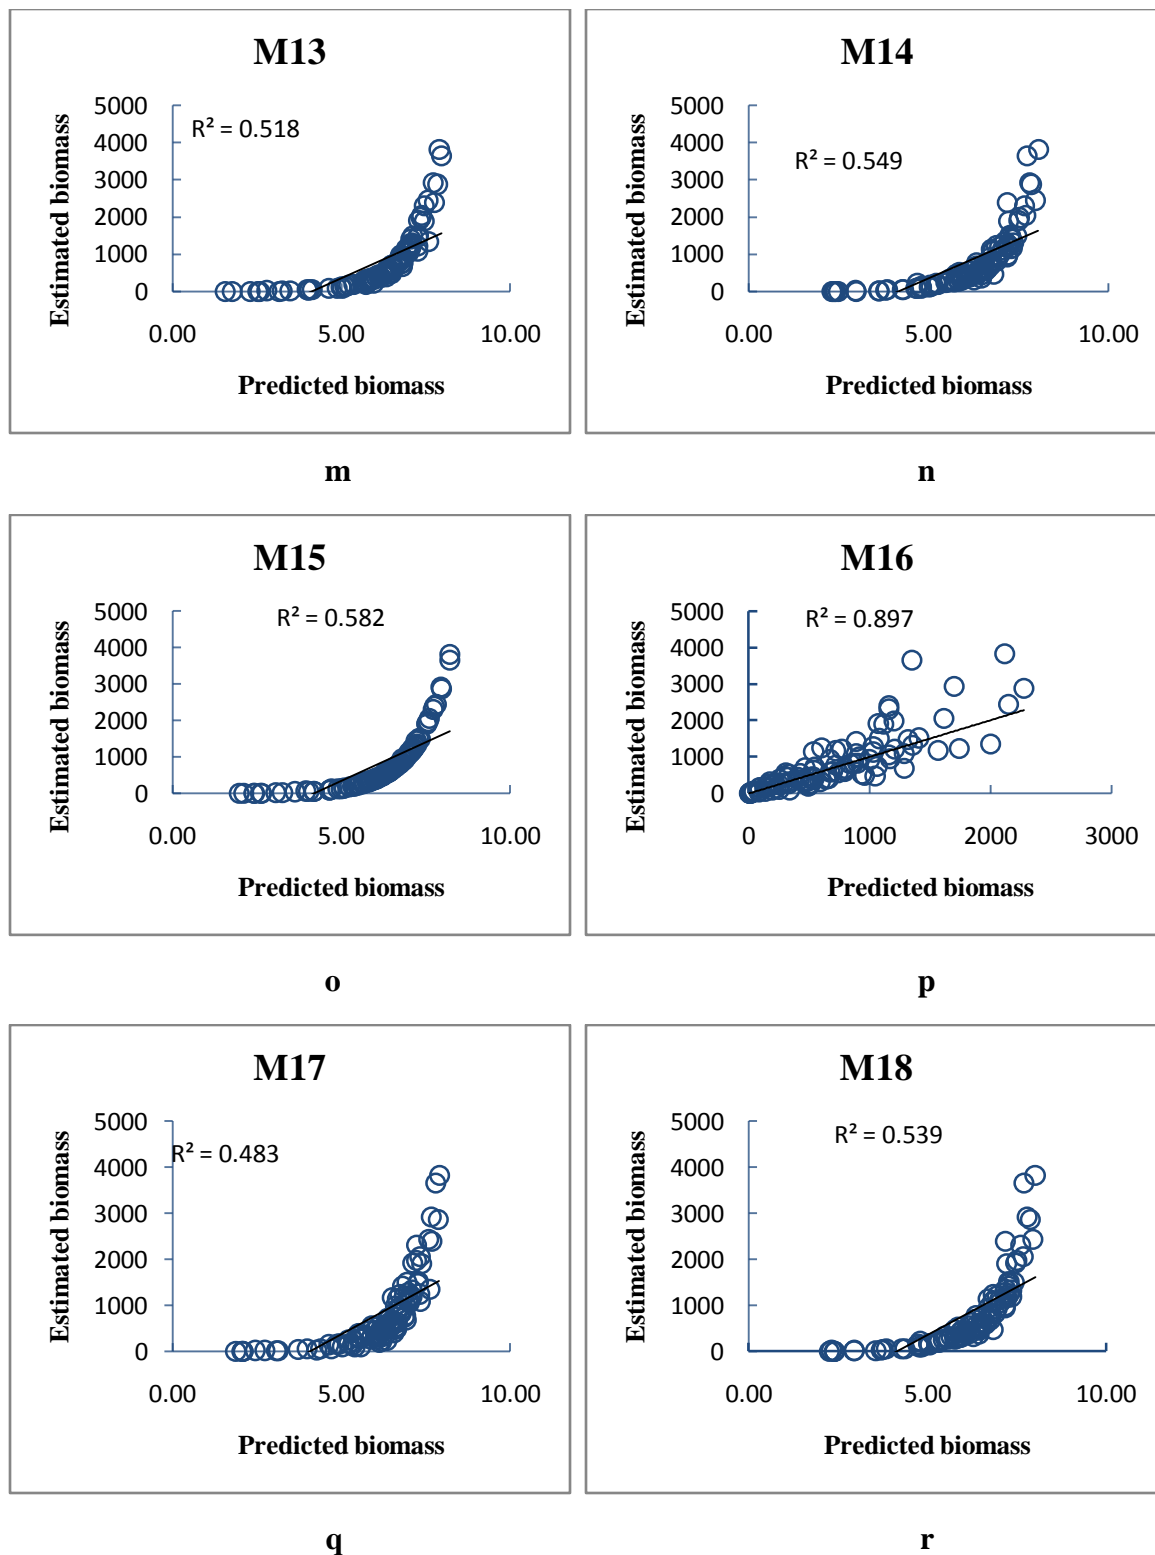 M13
R² = 0.518
Estimated biomass
5000
4000
3000
2000
1000
0
0.00 5.00 10.00
Predicted biomass
m
M14
R² = 0.549
Estimated biomass
5000
4000
3000
2000
1000
0
0.00 5.00 10.00
Predicted biomass
n
M15
R² = 0.582
Estimated biomass
5000
4000
3000
2000
1000
0
0.00 5.00 10.00
Predicted biomass
o
M16
R² = 0.897
Estimated biomass
5000
4000
3000
2000
1000
0
0 1000 2000 3000
Predicted biomass
p
M17
R² = 0.483
Estimated biomass
5000
4000
3000
2000
1000
0
0.00 5.00 10.00
Predicted biomass
q
M18
R² = 0.539
Estimated biomass
5000
4000
3000
2000
1000
0
0.00 5.00 10.00
Predicted biomass
r